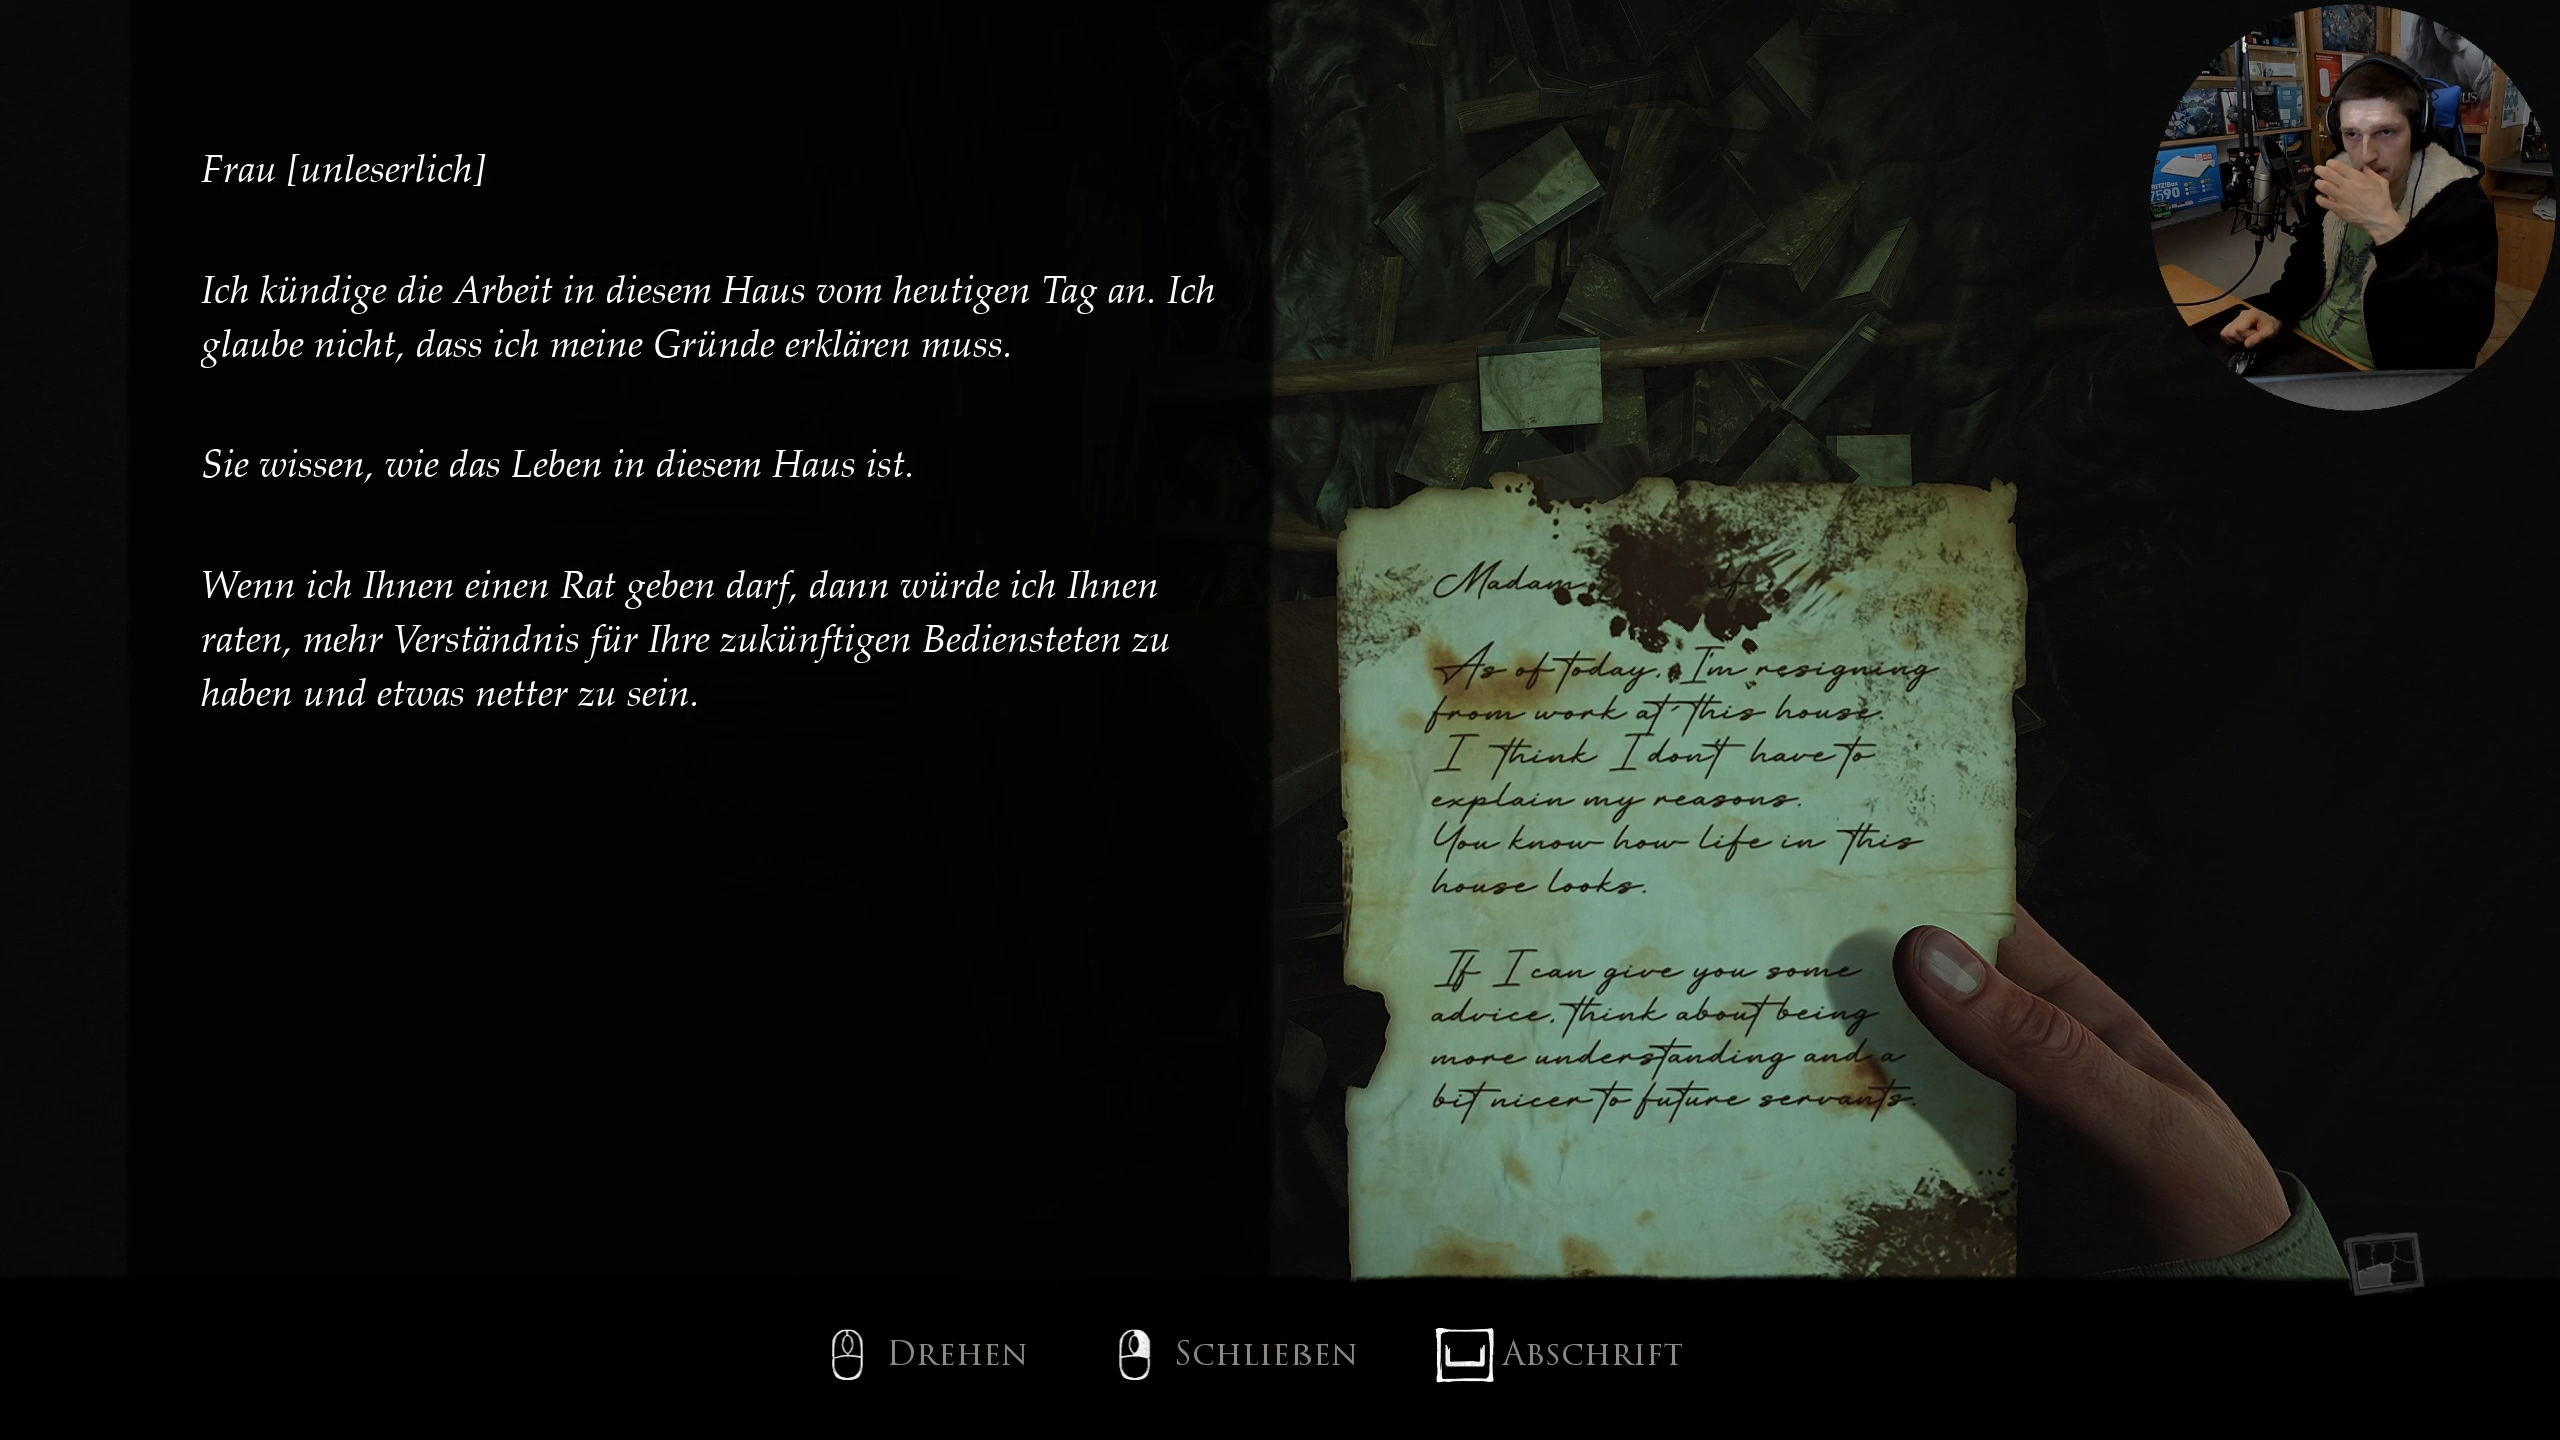 Frau [unleserlich]
Ich kündige die Arbeit in diesem Haus vom heutigen Tag an. Ich
glaube nicht, dass ich meine Gründe erklären muss.
Sie wissen, wie das Leben in diesem Haus ist.
Wenn ich Ihnen einen Rat geben darf, dann würde ich Ihnen
raten, mehr Verständnis für Ihre zukünftigen Bediensteten zu
haben und etwas netter zu sein.
Madam
As of today, I'm resigning
from work at this house.
I think I don't have to
explain my reasons.
You know how life in this
house looks.
If I can give you some
advice, think about being
more understanding and a
bit nicer to future servants.
DREHEN
SCHLIEßEN
ABSCHRIFT
7590